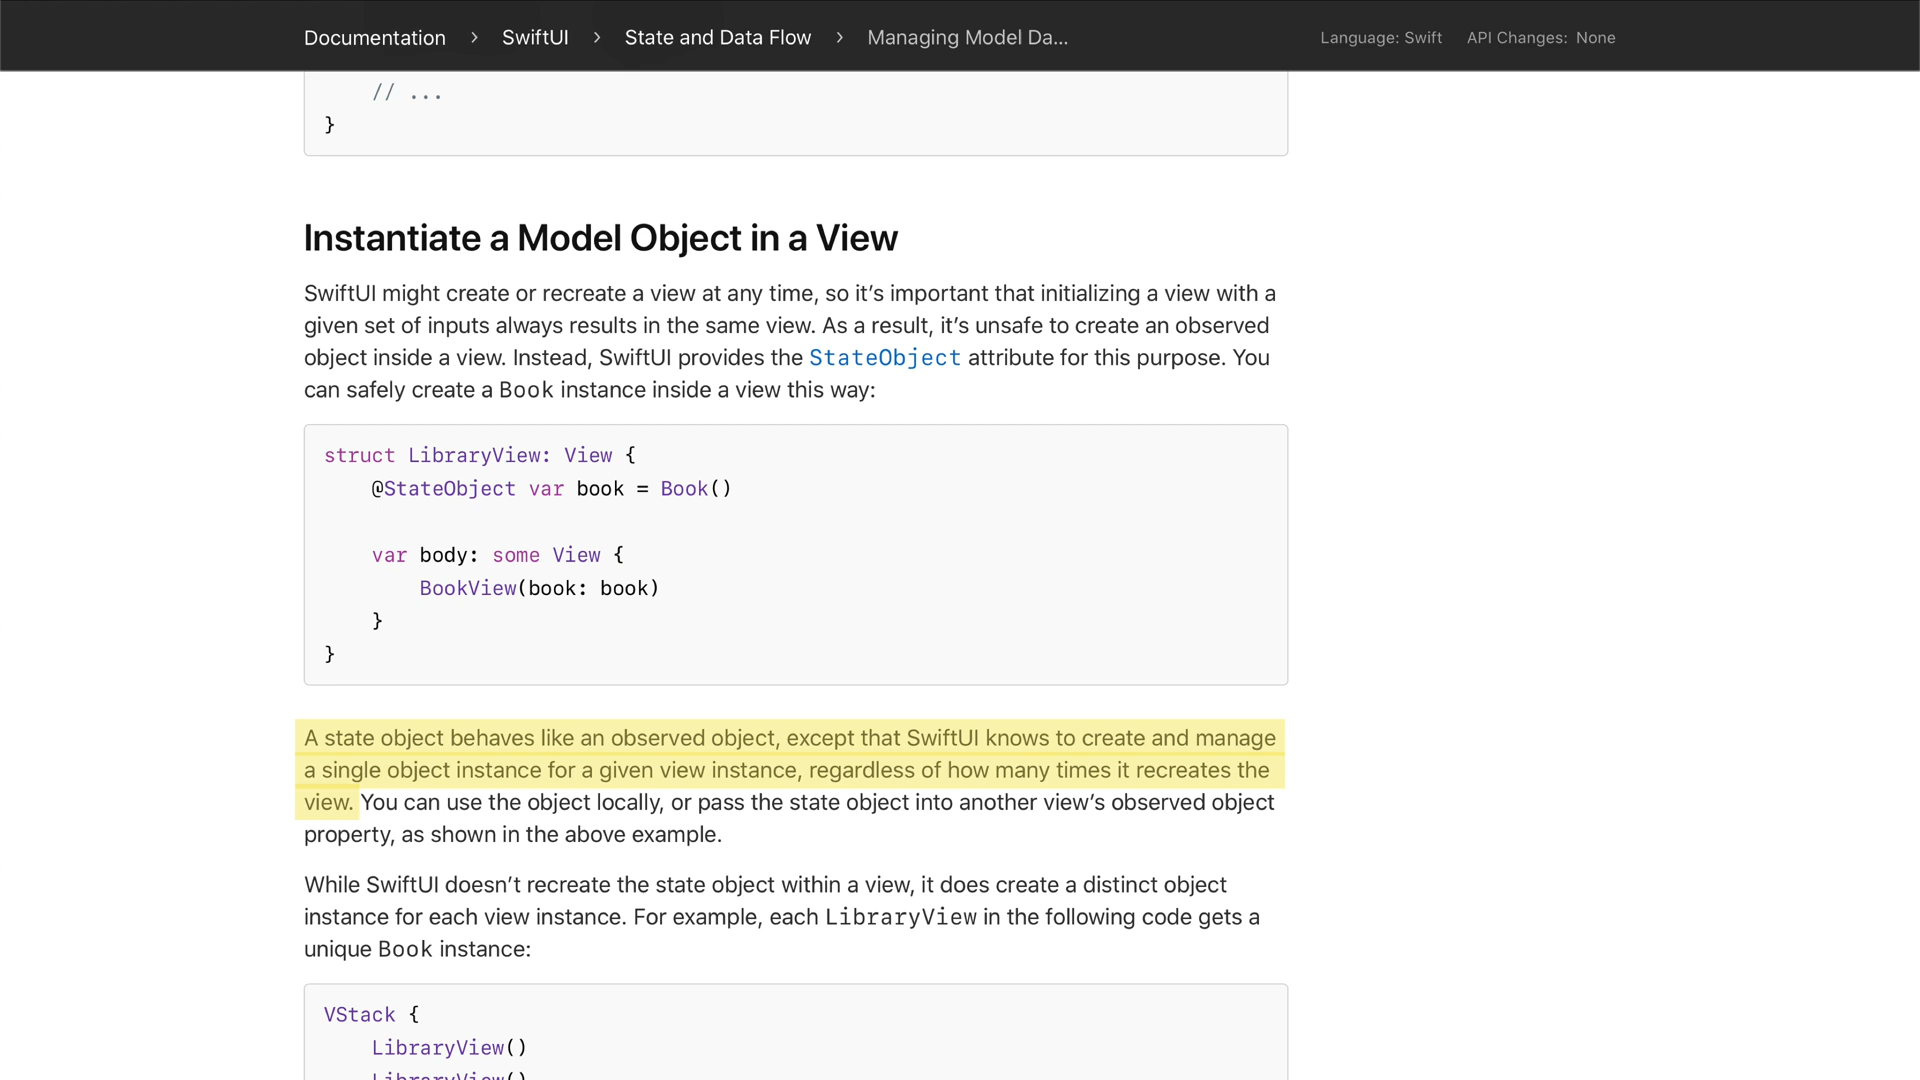 Documentation > SwiftUI > State and Data Flow > Managing Model Da... Language: Swift API Changes: None
// ...
}
Instantiate a Model Object in a View
SwiftUI might create or recreate a view at any time, so it’s important that initializing a view with a
given set of inputs always results in the same view. As a result, it’s unsafe to create an observed
object inside a view. Instead, SwiftUI provides the StateObject attribute for this purpose. You
can safely create a Book instance inside a view this way:
struct LibraryView: View {
@StateObject var book = Book()
var body: some View {
BookView(book: book)
}
}
A state object behaves like an observed object, except that SwiftUI knows to create and manage
a single object instance for a given view instance, regardless of how many times it recreates the
view. You can use the object locally, or pass the state object into another view’s observed object
property, as shown in the above example.
While SwiftUI doesn’t recreate the state object within a view, it does create a distinct object
instance for each view instance. For example, each LibraryView in the following code gets a
unique Book instance:
VStack {
LibraryView()
LibraryView()